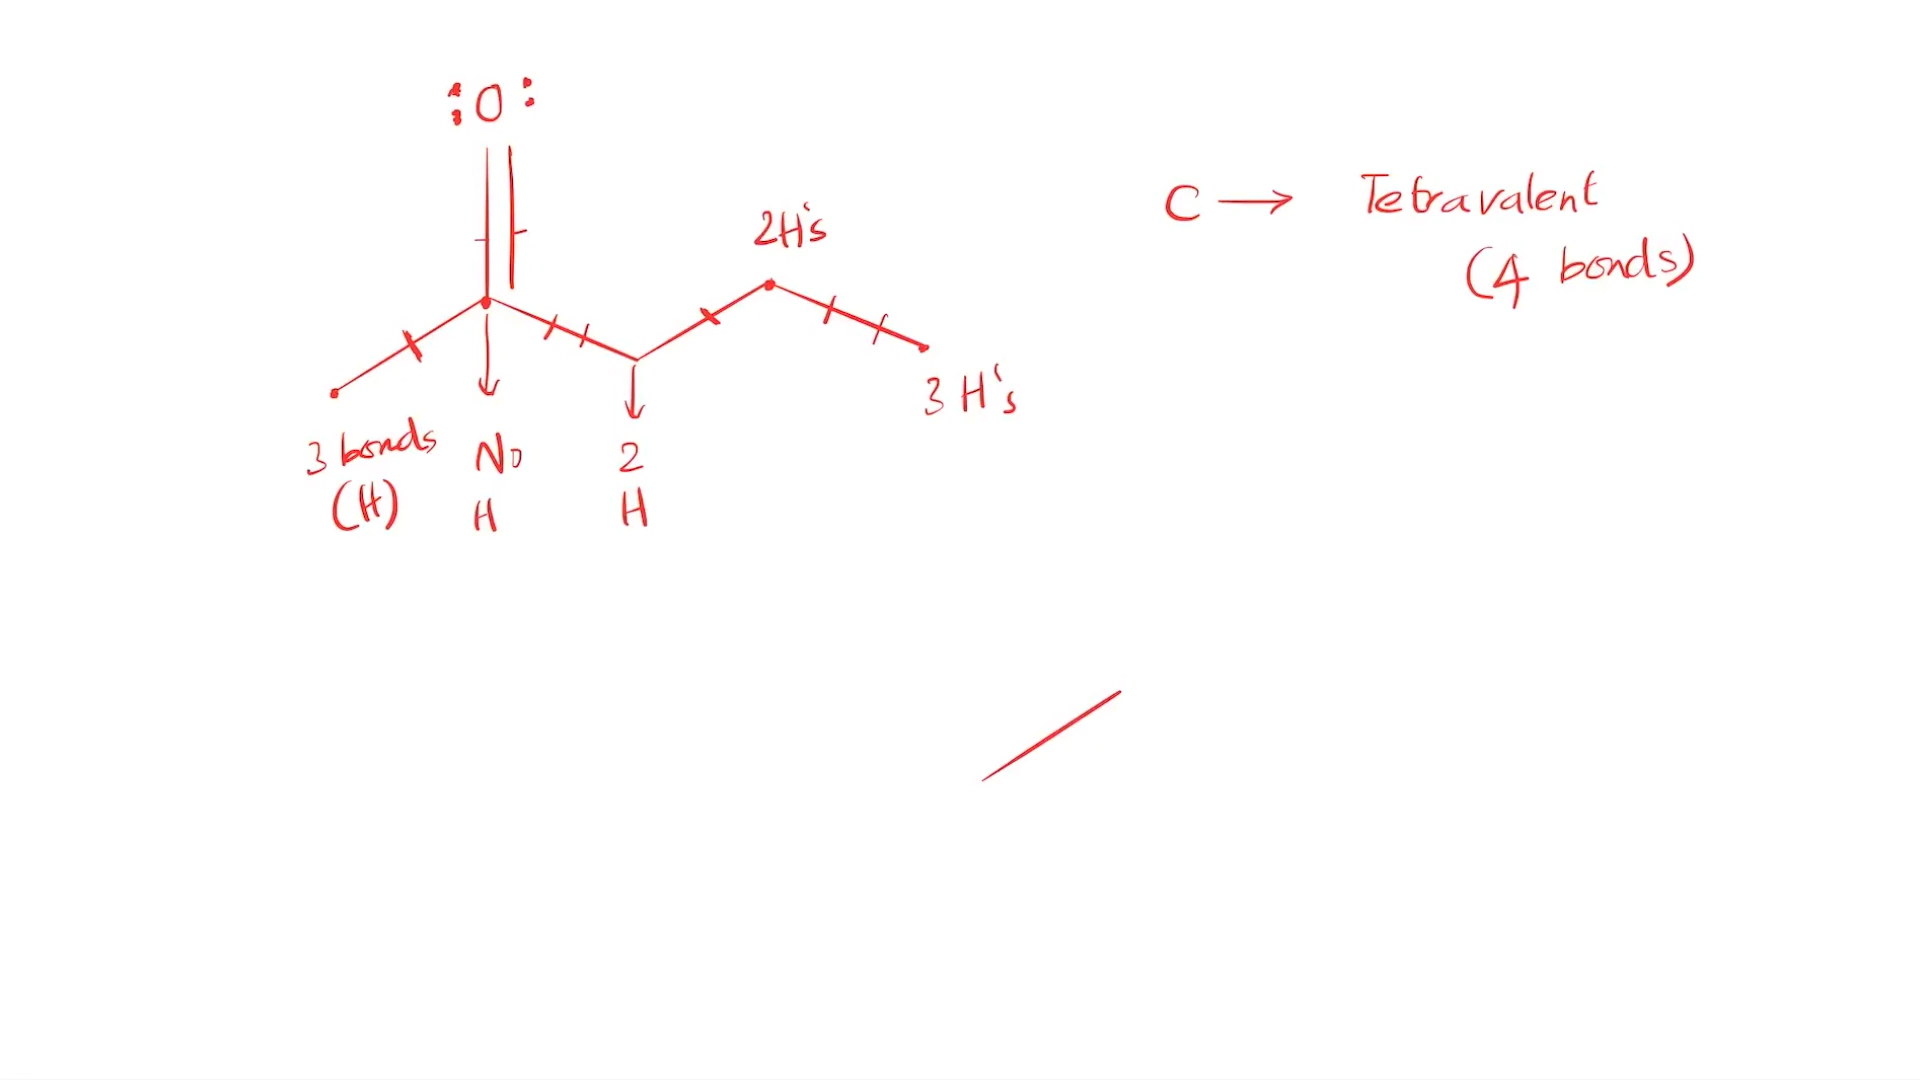 :O:
2H's
C → Tetravalent
(4 bonds)
3 H's
3 bonds
(H)
No
H
2
H